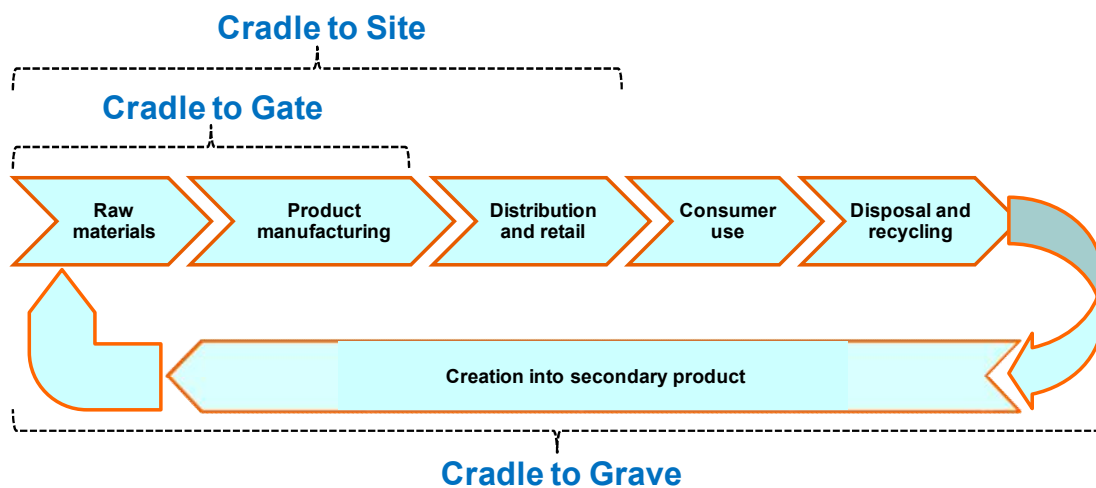 Cradle to Site
Cradle to Gate
Raw
materials
Product
manufacturing
Distribution
and retail
Consumer
use
Disposal and
recycling
Creation into secondary product
Cradle to Grave